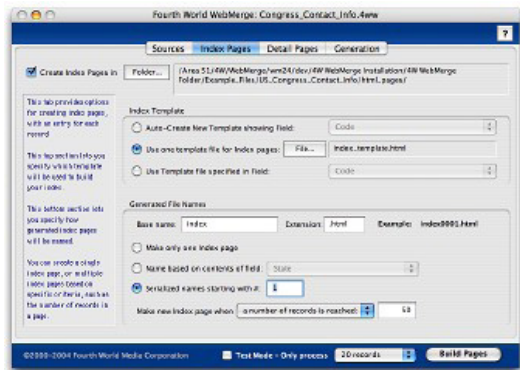 Fourth World WebMerge: Congress_Contact_Info.4ww
?
Sources Index Pages Detail Pages Generation
Create Index Pages in Folder... /Area 51/4W/WebMerge/wm24/dev/4W WebMerge Installation/4W WebMerge
Folder/Example_Files/US_Congress_Contact_Info/html_pages/
This tab provides options
for creating index pages,
with an entry for each
record
This top section lets you
specify which template
will be used to build
your index.
This bottom section lets
you specify how
generated index pages
will be named.
You can create a single
index page, or multiple
index pages based on
specific criteria, such as
the number of records in
a page.
Index Template
Auto-Create New Template showing Field: Code
Use one template file for Index pages: File... index_template.html
Use Template file specified in Field: Code
Generated File Names
Base name: index Extension: .html Example: index0001.html
Make only one index page
Name based on contents of field: State
Serialized names starting with #: 1
Make new Index page when a number of records is reached: 50
©2000-2004 Fourth World
Media Corporation
Test Mode - Only process 20 records Build Pages